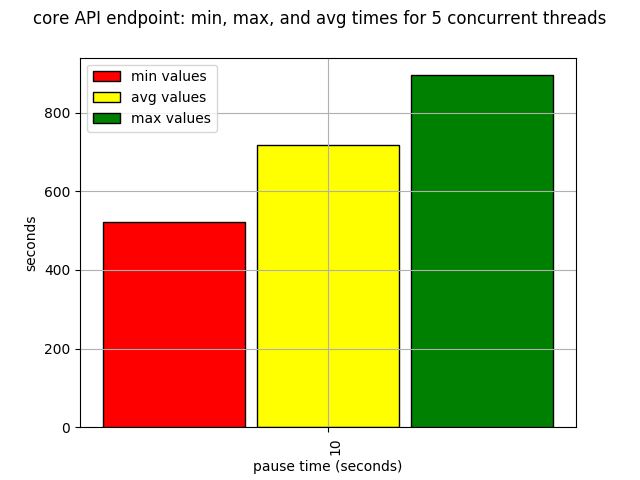 core API endpoint: min, max, and avg times for 5 concurrent threads
min values
avg values
max values
800
600
400
200
0
seconds
10
pause time (seconds)